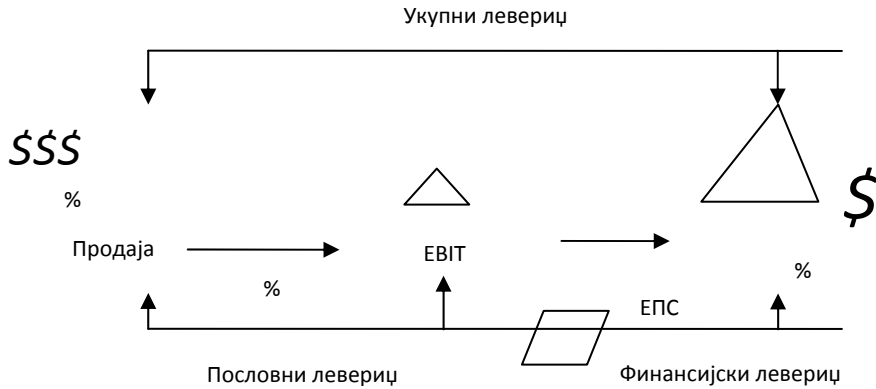 Укупни левериџ
$$$
%
$
Продаја
EBIT
%
%
ЕПС
Пословни левериџ
Финансијски левериџ